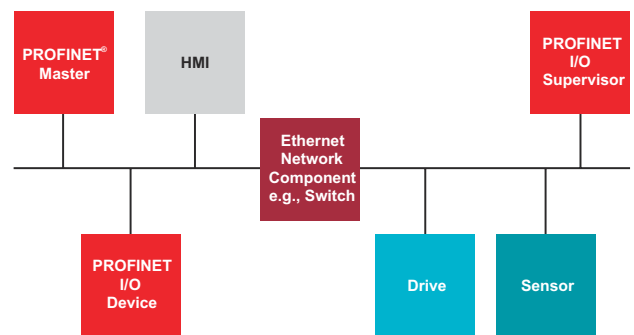 PROFINET®
Master
HMI
PROFINET
I/O
Supervisor
Ethernet
Network
Component
e.g., Switch
PROFINET
I/O
Device
Drive
Sensor